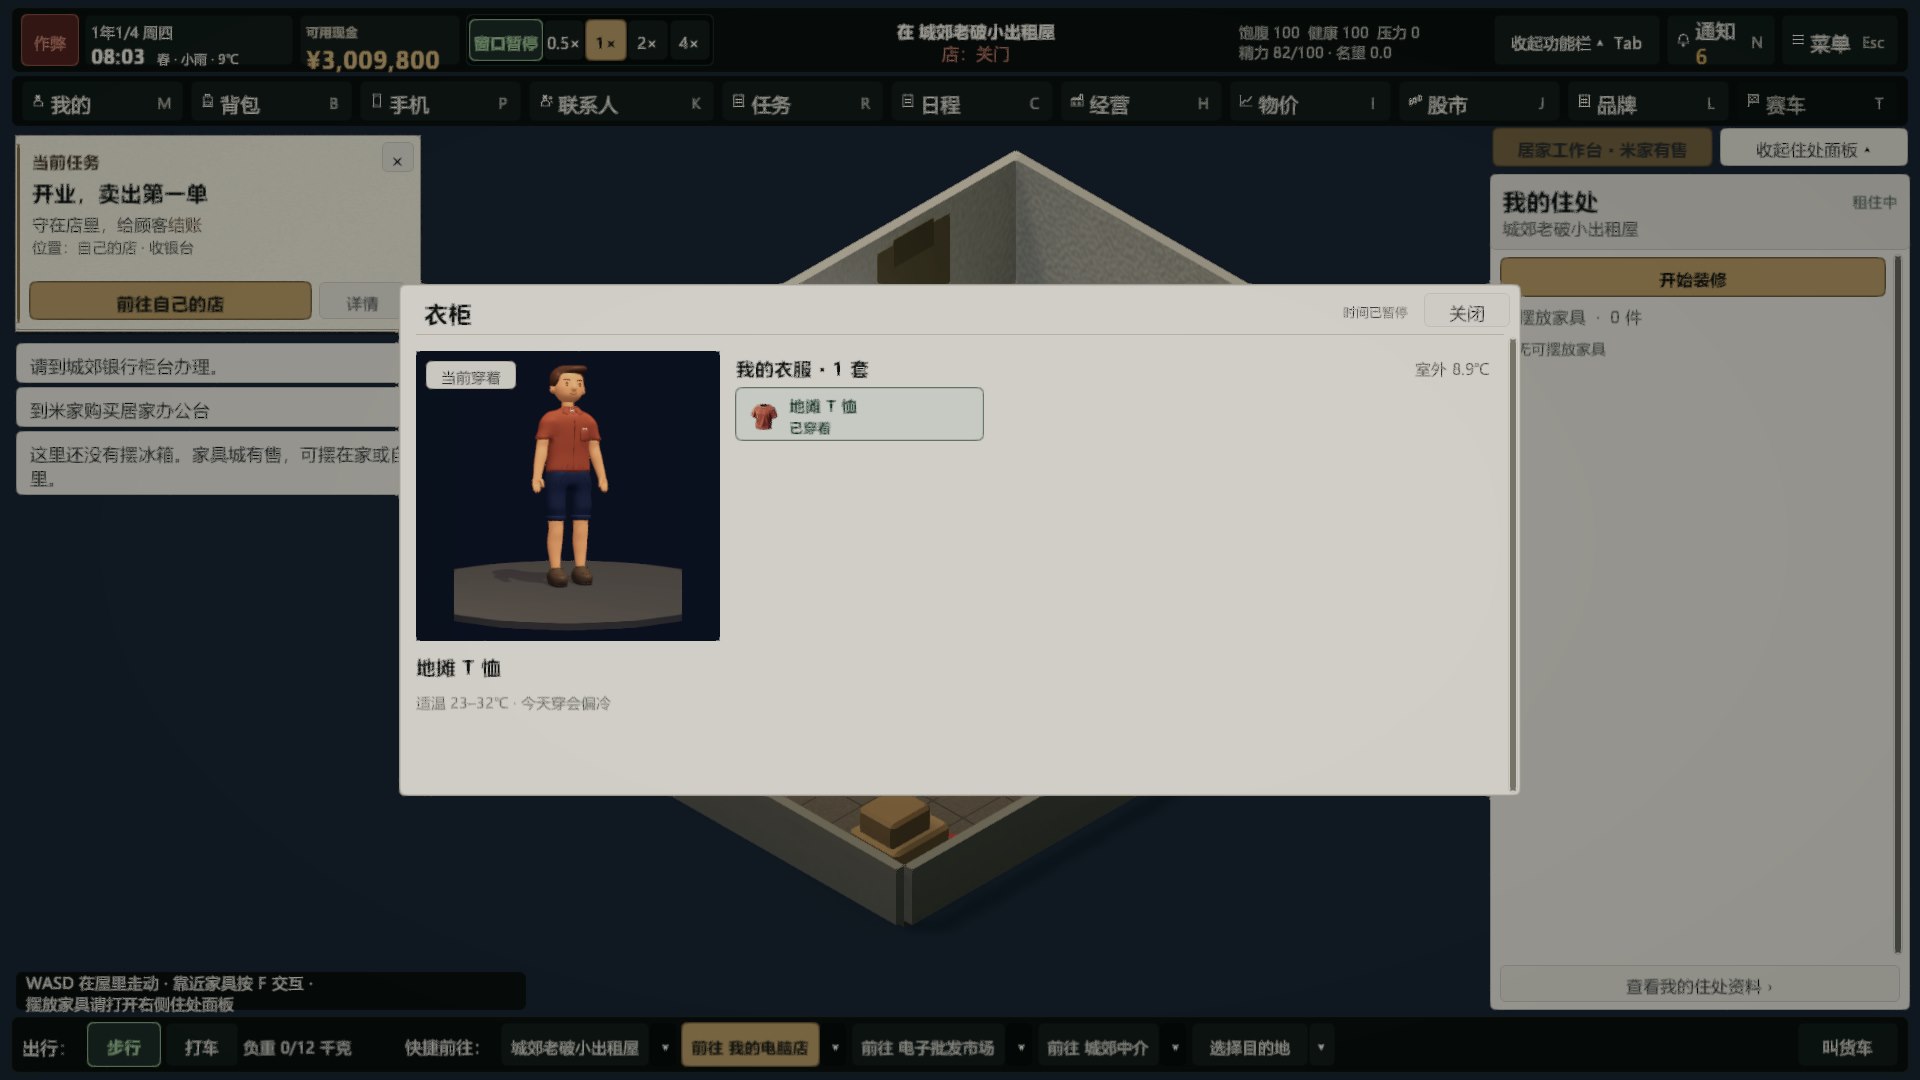 作弊
1年1/4 周四
08:03 春 · 小雨 · 9℃
可用现金
¥3,009,800
窗口暂停 0.5× 1× 2× 4×
在 城郊老破小出租屋
店：关门
饱腹 100 健康 100 压力 0
精力 82/100 · 名望 0.0
收起功能栏 ▴ Tab
通知 6 N
菜单 Esc
我的 M
背包 B
手机 P
联系人 K
任务 R
日程 C
经营 H
物价 I
股市 J
品牌 L
赛车 T
当前任务
×
开业，卖出第一单
守在店里，给顾客结账
位置：自己的店 · 收银台
前往自己的店
详情
请到城郊银行柜台办理。
到米家购买居家办公台
这里还没有摆冰箱。家具城有售，可摆在家或
里。
居家工作台 · 米家有售
收起住处面板 ▴
我的住处
租住中
城郊老破小出租屋
开始装修
摆放家具 · 0 件
无可摆放家具
查看我的住处资料 ›
衣柜
时间已暂停
关闭
当前穿着
我的衣服 · 1 套
室外 8.9℃
地摊 T 恤
已穿着
地摊 T 恤
适温 23–32℃ · 今天穿会偏冷
WASD 在屋里走动 · 靠近家具按 F 交互 ·
摆放家具请打开右侧住处面板
出行：
步行
打车
负重 0/12 千克
快捷前往：
城郊老破小出租屋 ▾
前往 我的电脑店 ▾
前往 电子批发市场 ▾
前往 城郊中介 ▾
选择目的地 ▾
叫货车